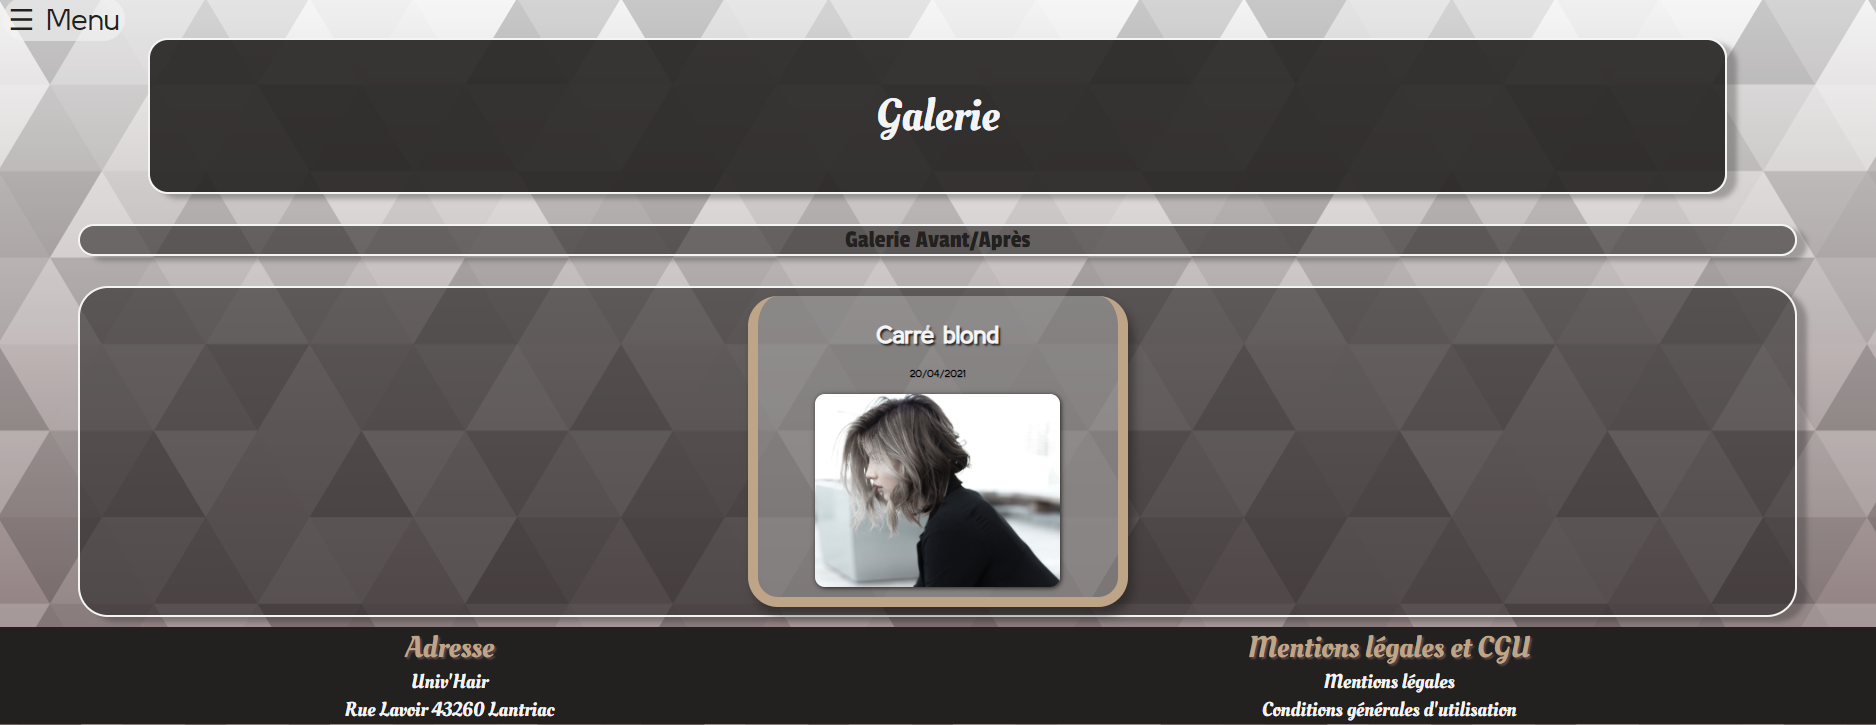 ☰ Menu
Galerie
Galerie Avant/Après
Carré blond
20/04/2021
Adresse
Univ'Hair
Rue Lavoir 43260 Lantriac
Mentions légales et CGU
Mentions légales
Conditions générales d'utilisation